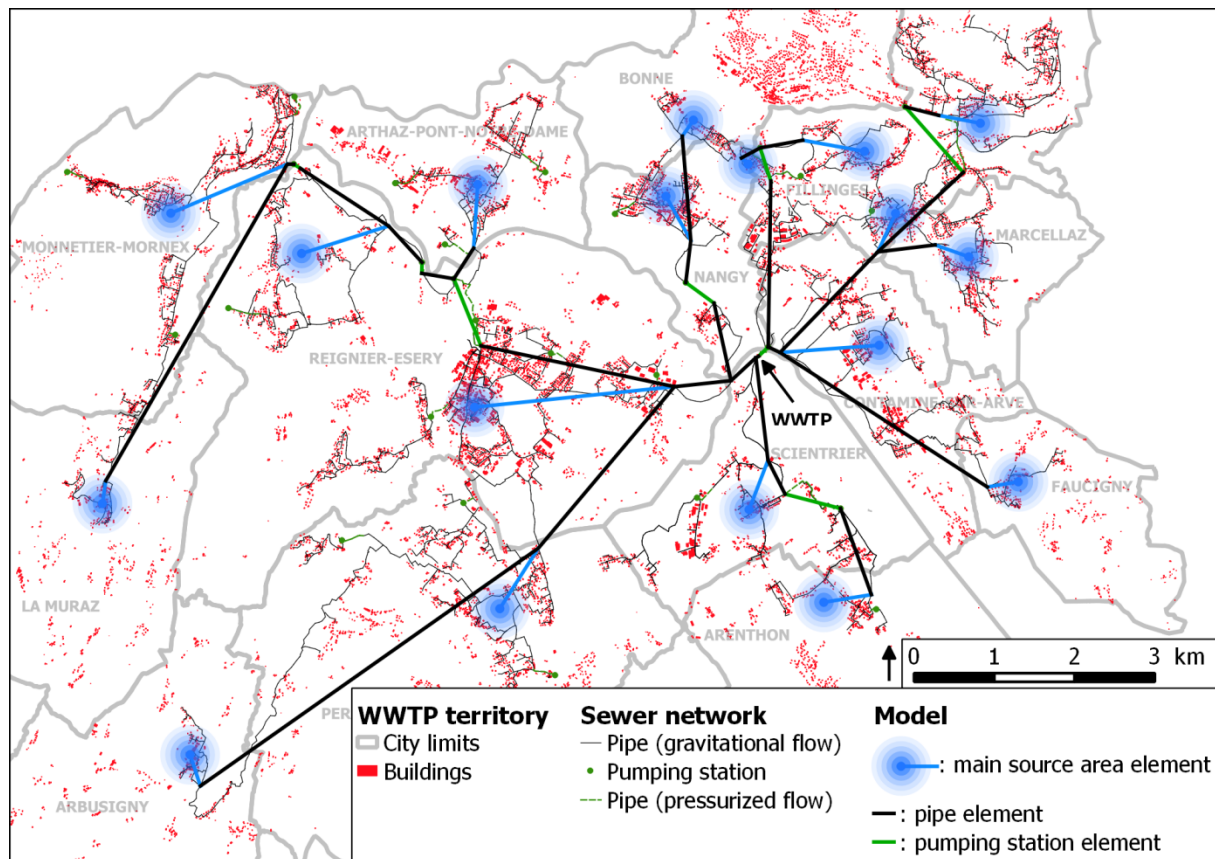 BONNE
ARTHAZ-PONT-NOTRE-DAME
FILLINGES
MONNETIER-MORNEX
MARCELLAZ
NANGY
REIGNIER-ESERY
CONTAMINE-SUR-ARVE
WWTP
SCIENTRIER
FAUCIGNY
LA MURAZ
ARENTHON
0 1 2 3 km
PER
ARBUSIGNY
WWTP territory
City limits
Buildings
Sewer network
Pipe (gravitational flow)
Pumping station
Pipe (pressurized flow)
Model
: main source area element
: pipe element
: pumping station element